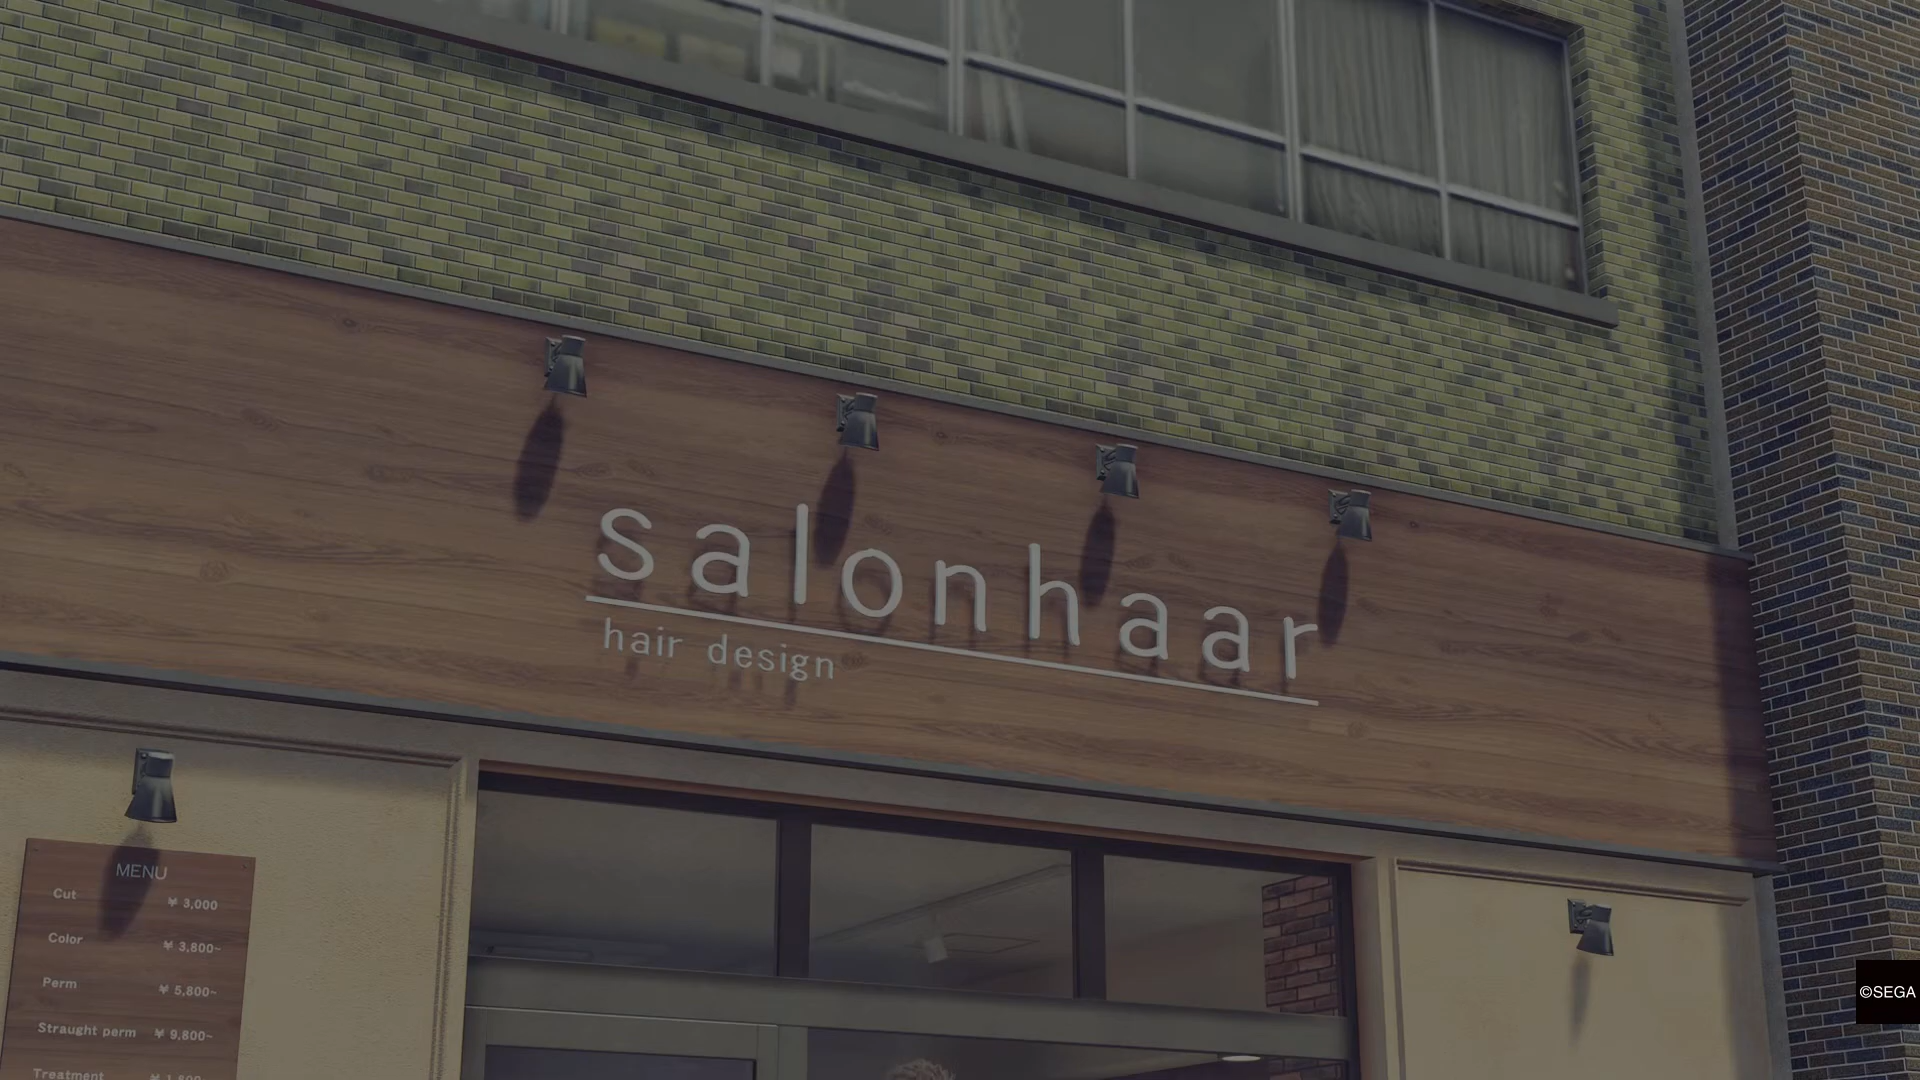 salonhaar
hair design
MENU
Cut ¥ 3,000
Color ¥ 3,800~
Perm ¥ 5,800~
Straught perm ¥ 9,800~
Treatment
©SEGA